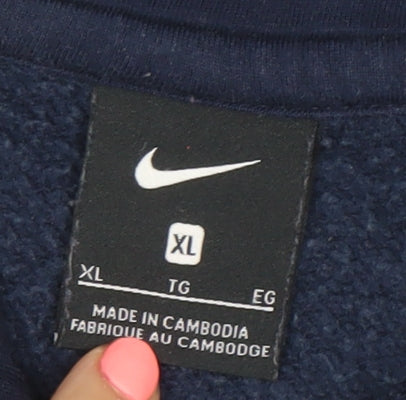 XL
XL TG EG
MADE IN CAMBODIA
FABRIQUE AU CAMBODGE